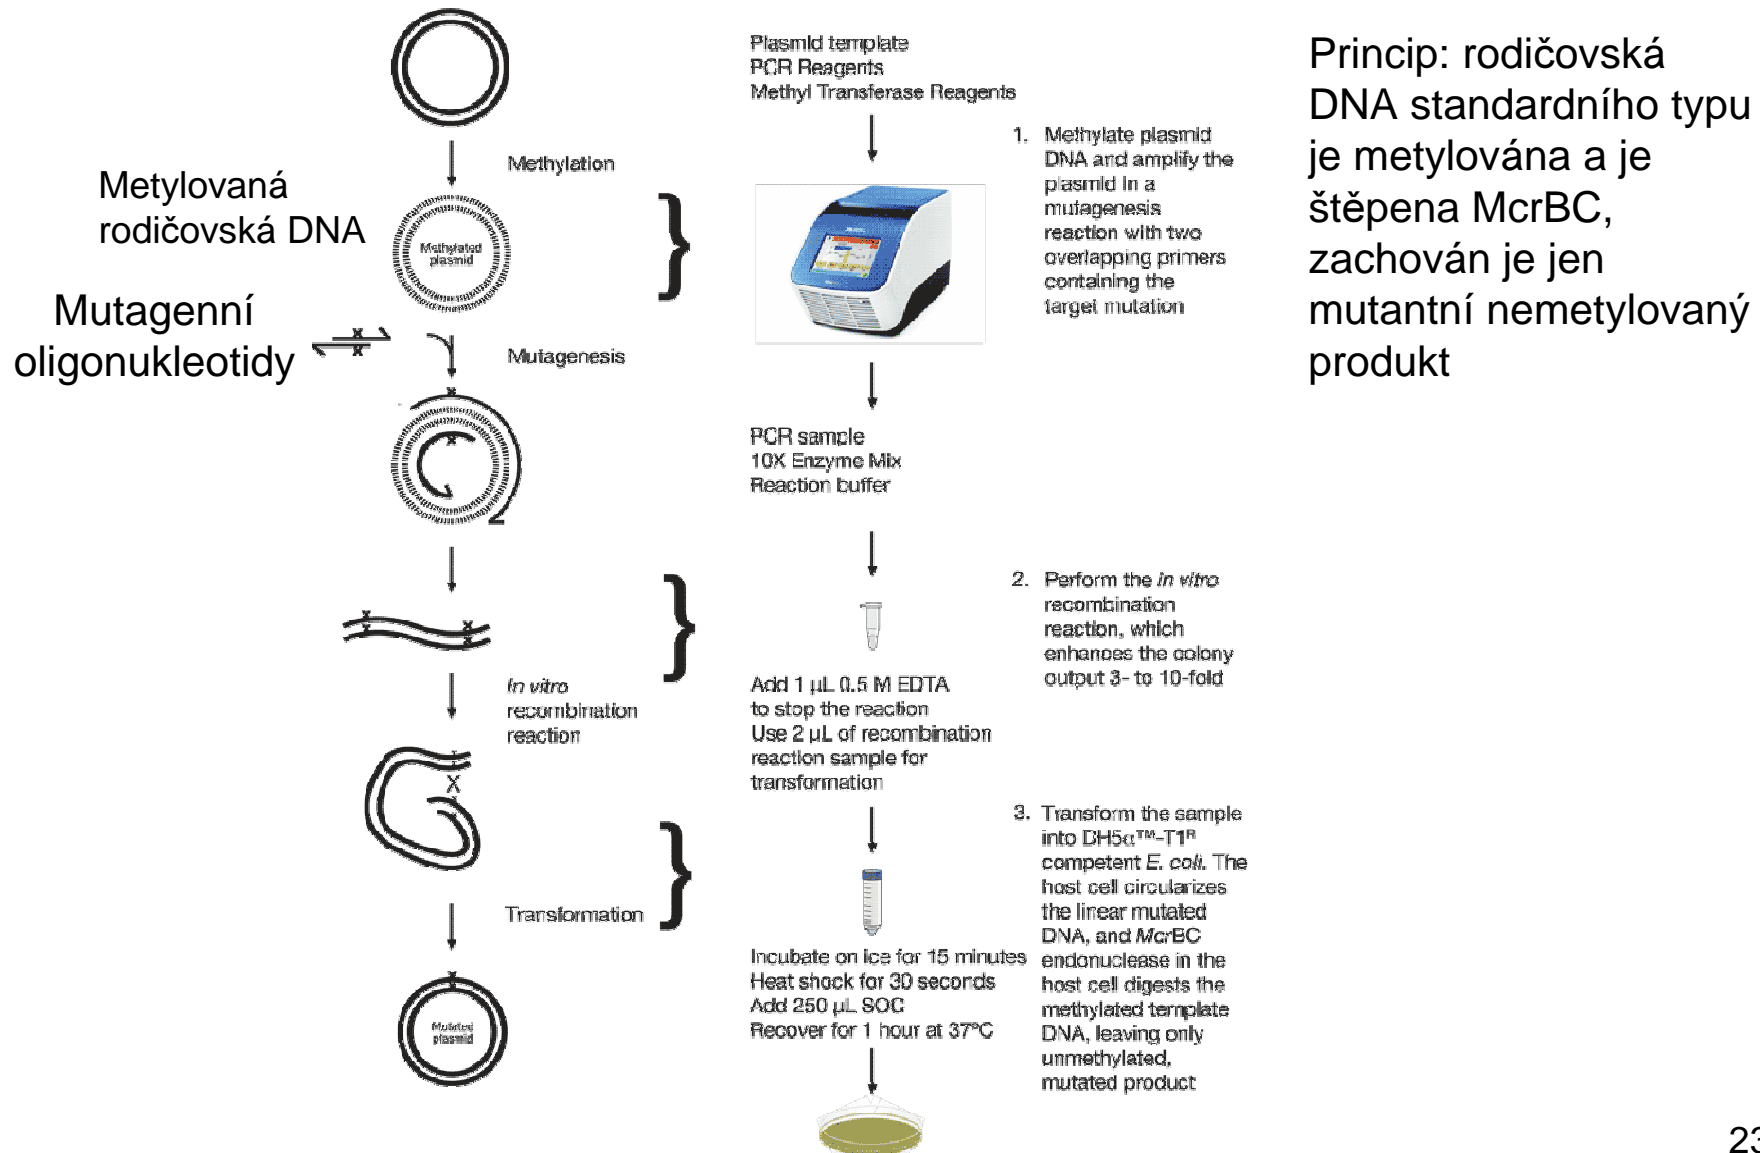 Metylovaná
rodičovská DNA
Mutagenní
oligonukleotidy
Methylation
Methylated
plasmid
Mutagenesis
In vitro
recombination
reaction
Transformation
Mutated
plasmid
Plasmid template
PCR Reagents
Methyl Transferase Reagents
PCR sample
10X Enzyme Mix
Reaction buffer
Add 1 µL 0.5 M EDTA
to stop the reaction
Use 2 µL of recombination
reaction sample for
transformation
Incubate on ice for 15 minutes
Heat shock for 30 seconds
Add 250 µL SOC
Recover for 1 hour at 37°C
1. Methylate plasmid
DNA and amplify the
plasmid in a
mutagenesis
reaction with two
overlapping primers
containing the
target mutation
2. Perform the in vitro
recombination
reaction, which
enhances the colony
output 3- to 10-fold
3. Transform the sample
into DH5α™-T1ᴿ
competent E. coli. The
host cell circularizes
the linear mutated
DNA, and McrBC
endonuclease in the
host cell digests the
methylated template
DNA, leaving only
unmethylated,
mutated product
Princip: rodičovská
DNA standardního typu
je metylována a je
štěpena McrBC,
zachován je jen
mutantní nemetylovaný
produkt
23